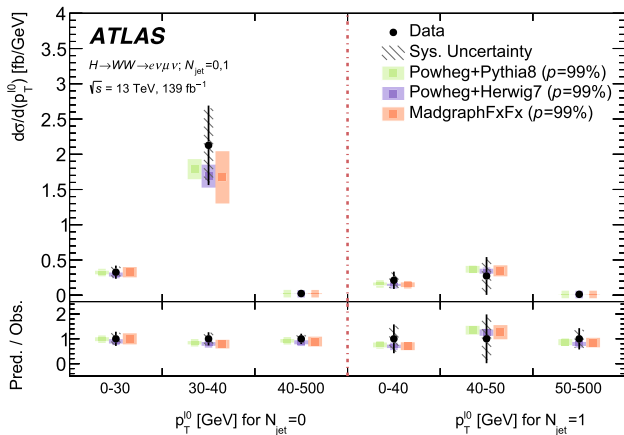 ATLAS
H→WW→eνμν; N_jet=0,1
√s = 13 TeV, 139 fb⁻¹
Data
Sys. Uncertainty
Powheg+Pythia8 (p=99%)
Powheg+Herwig7 (p=99%)
MadgraphFxFx (p=99%)
dσ/d(p_T^l0) [fb/GeV]
4
3.5
3
2.5
2
1.5
1
0.5
0
Pred. / Obs.
2
1
0
0-30 30-40 40-500 0-40 40-50 50-500
p_T^l0 [GeV] for N_jet=0 p_T^l0 [GeV] for N_jet=1